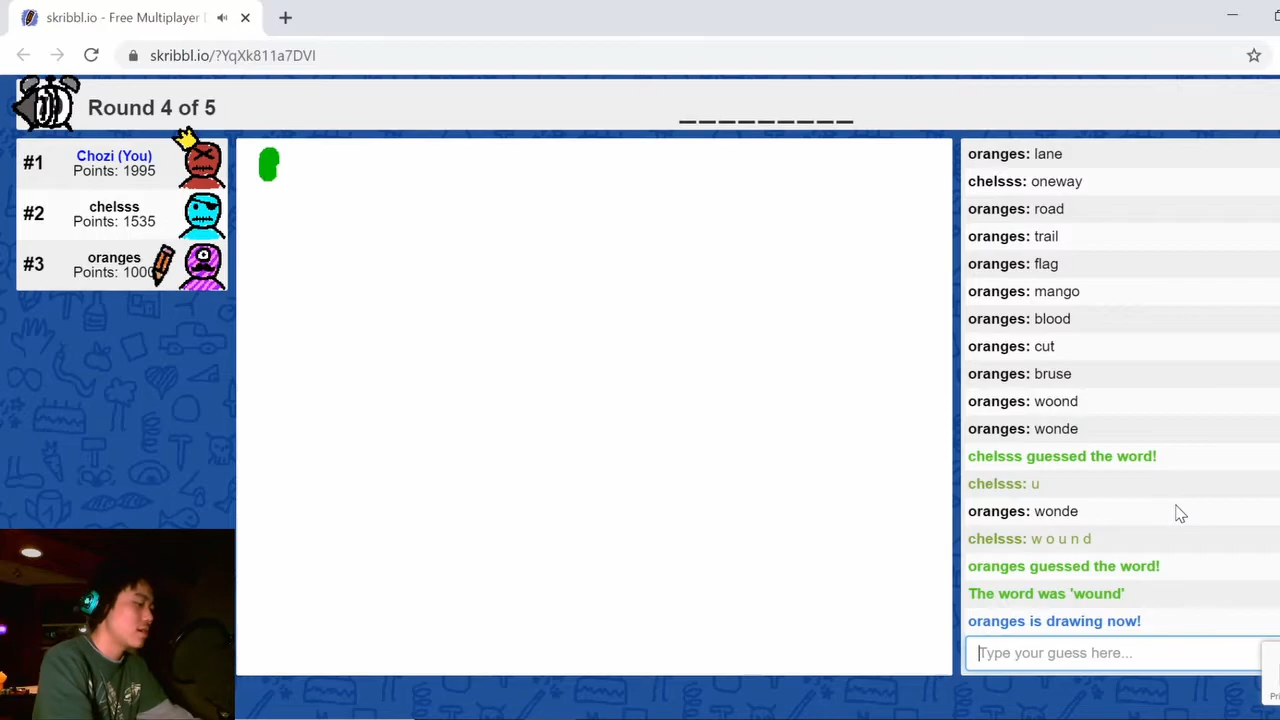 skribbl.io - Free Multiplayer
skribbl.io/?YqXk811a7DVI
Round 4 of 5
_________
#1 Chozi (You)
Points: 1995
#2 chelsss
Points: 1535
#3 oranges
Points: 1000
oranges: lane
chelsss: oneway
oranges: road
oranges: trail
oranges: flag
oranges: mango
oranges: blood
oranges: cut
oranges: bruse
oranges: woond
oranges: wonde
chelsss guessed the word!
chelsss: u
oranges: wonde
chelsss: w o u n d
oranges guessed the word!
The word was 'wound'
oranges is drawing now!
Type your guess here...